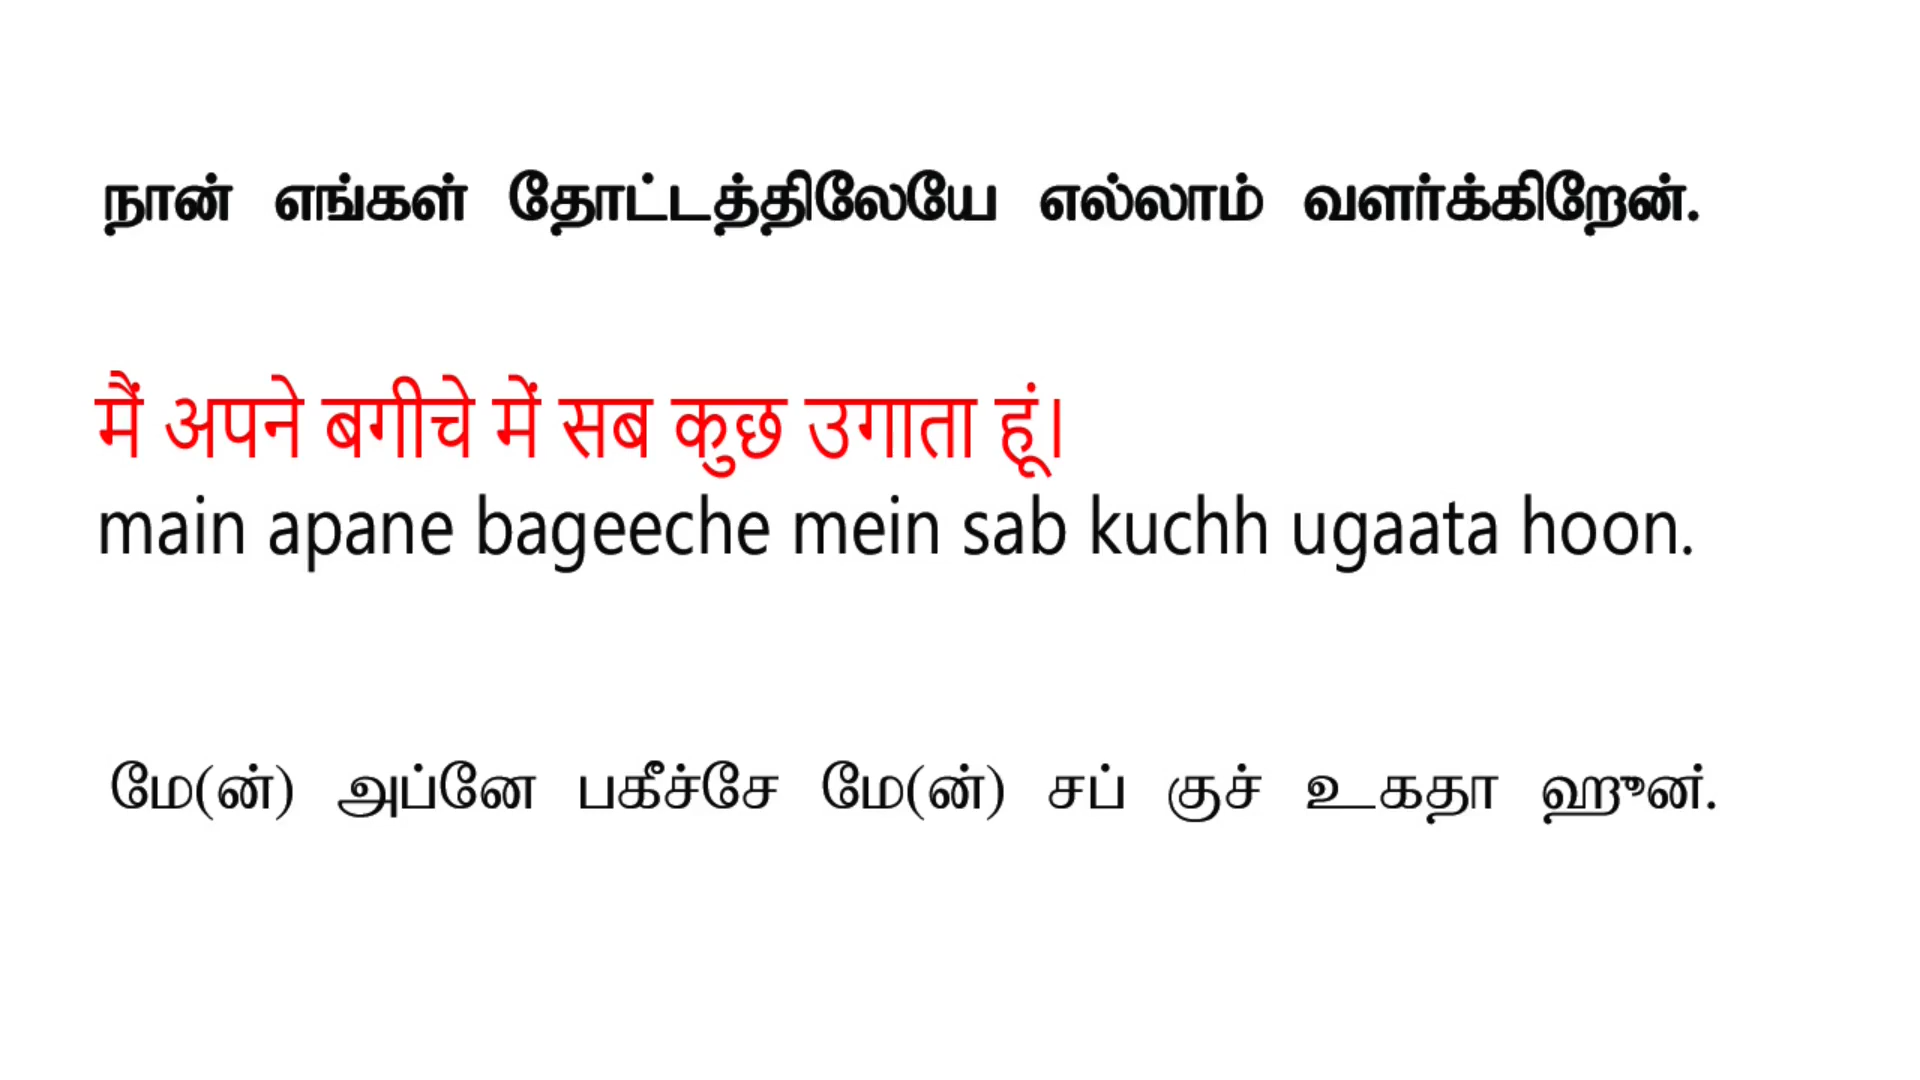 நான் எங்கள் தோட்டத்திலேயே எல்லாம் வளர்க்கிறேன்.
मैं अपने बगीचे में सब कुछ उगाता हूं।
main apane bageeche mein sab kuchh ugaata hoon.
மே(ன்) அப்னே பகீச்சே மே(ன்) சப் குச் உகதா ஹூன்.